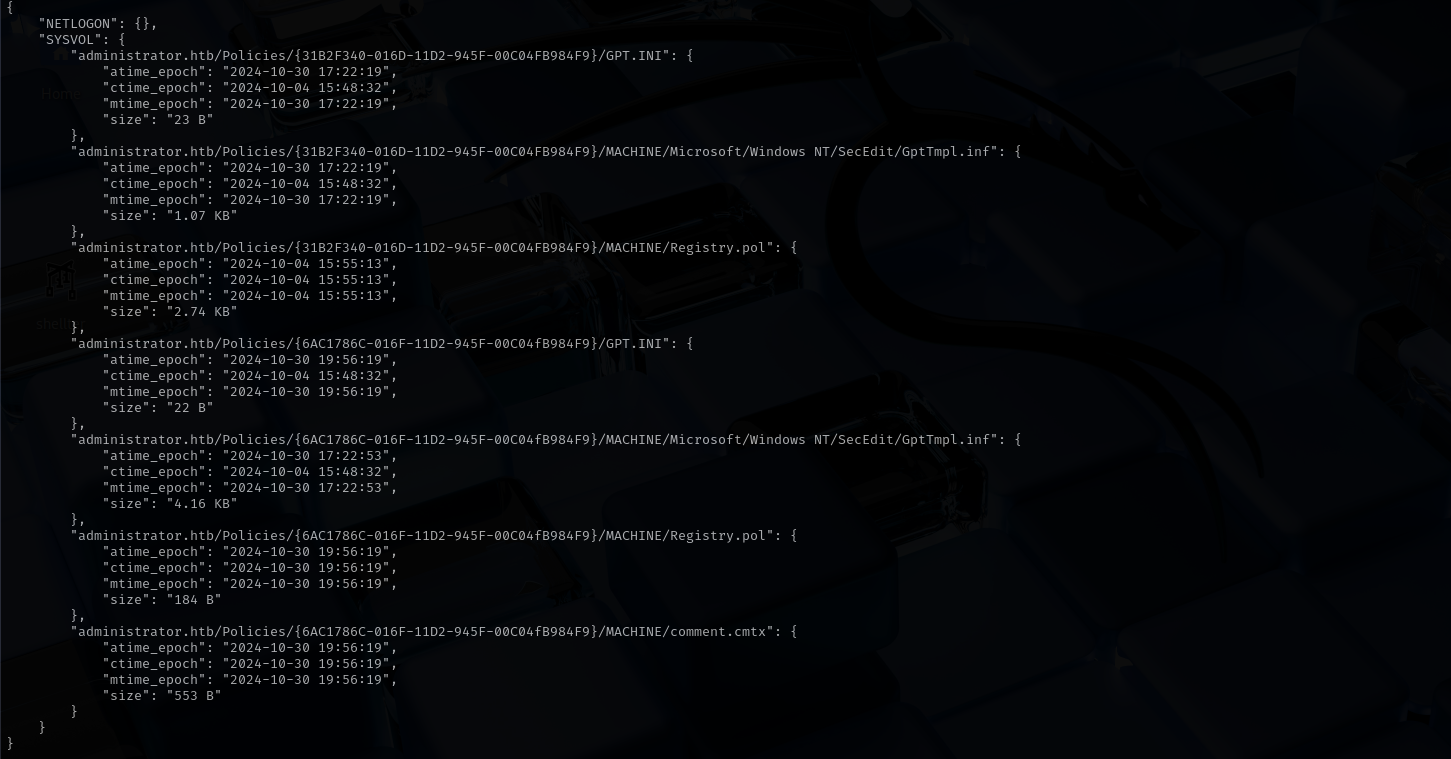 {
    "NETLOGON": {},
    "SYSVOL": {
        "administrator.htb/Policies/{31B2F340-016D-11D2-945F-00C04FB984F9}/GPT.INI": {
            "atime_epoch": "2024-10-30 17:22:19",
            "ctime_epoch": "2024-10-04 15:48:32",
            "mtime_epoch": "2024-10-30 17:22:19",
            "size": "23 B"
        },
        "administrator.htb/Policies/{31B2F340-016D-11D2-945F-00C04FB984F9}/MACHINE/Microsoft/Windows NT/SecEdit/GptTmpl.inf": {
            "atime_epoch": "2024-10-30 17:22:19",
            "ctime_epoch": "2024-10-04 15:48:32",
            "mtime_epoch": "2024-10-30 17:22:19",
            "size": "1.07 KB"
        },
        "administrator.htb/Policies/{31B2F340-016D-11D2-945F-00C04FB984F9}/MACHINE/Registry.pol": {
            "atime_epoch": "2024-10-04 15:55:13",
            "ctime_epoch": "2024-10-04 15:55:13",
            "mtime_epoch": "2024-10-04 15:55:13",
            "size": "2.74 KB"
        },
        "administrator.htb/Policies/{6AC1786C-016F-11D2-945F-00C04fB984F9}/GPT.INI": {
            "atime_epoch": "2024-10-30 19:56:19",
            "ctime_epoch": "2024-10-04 15:48:32",
            "mtime_epoch": "2024-10-30 19:56:19",
            "size": "22 B"
        },
        "administrator.htb/Policies/{6AC1786C-016F-11D2-945F-00C04fB984F9}/MACHINE/Microsoft/Windows NT/SecEdit/GptTmpl.inf": {
            "atime_epoch": "2024-10-30 17:22:53",
            "ctime_epoch": "2024-10-04 15:48:32",
            "mtime_epoch": "2024-10-30 17:22:53",
            "size": "4.16 KB"
        },
        "administrator.htb/Policies/{6AC1786C-016F-11D2-945F-00C04fB984F9}/MACHINE/Registry.pol": {
            "atime_epoch": "2024-10-30 19:56:19",
            "ctime_epoch": "2024-10-30 19:56:19",
            "mtime_epoch": "2024-10-30 19:56:19",
            "size": "184 B"
        },
        "administrator.htb/Policies/{6AC1786C-016F-11D2-945F-00C04fB984F9}/MACHINE/comment.cmtx": {
            "atime_epoch": "2024-10-30 19:56:19",
            "ctime_epoch": "2024-10-30 19:56:19",
            "mtime_epoch": "2024-10-30 19:56:19",
            "size": "553 B"
        }
    }
}
Home